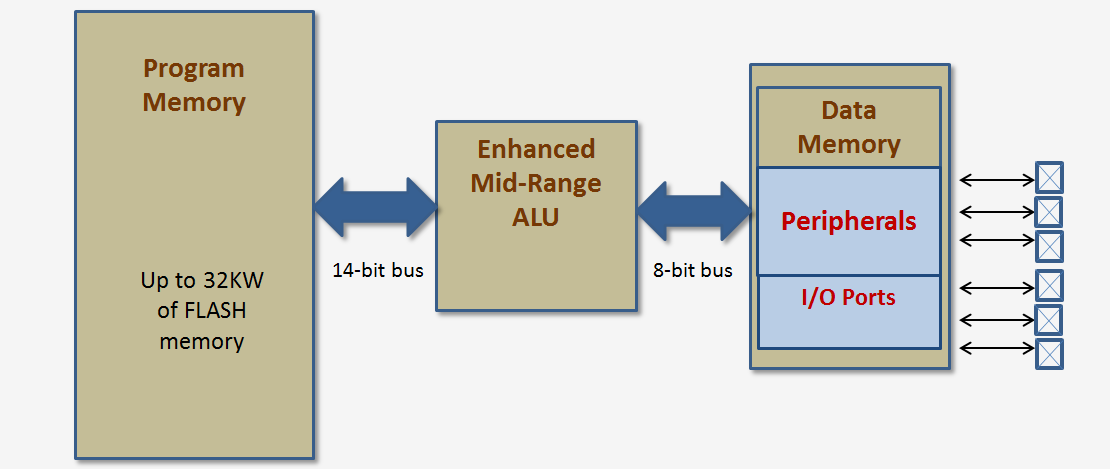 Program
Memory
Up to 32KW
of FLASH
memory
14-bit bus
Enhanced
Mid-Range
ALU
8-bit bus
Data
Memory
Peripherals
I/O Ports